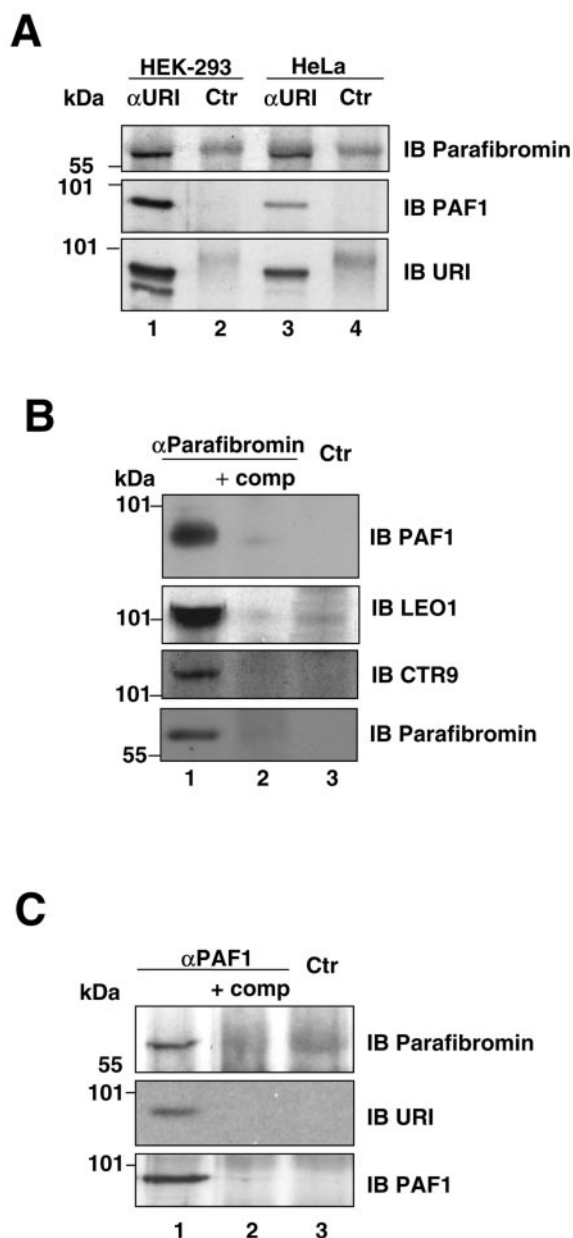 A
HEK-293 HeLa
kDa αURI Ctr αURI Ctr
55 IB Parafibromin
101 IB PAF1
101 IB URI
1 2 3 4
B
αParafibromin Ctr
kDa + comp
101 IB PAF1
101 IB LEO1
101 IB CTR9
55 IB Parafibromin
1 2 3
C
αPAF1 Ctr
kDa + comp
55 IB Parafibromin
101 IB URI
101 IB PAF1
1 2 3